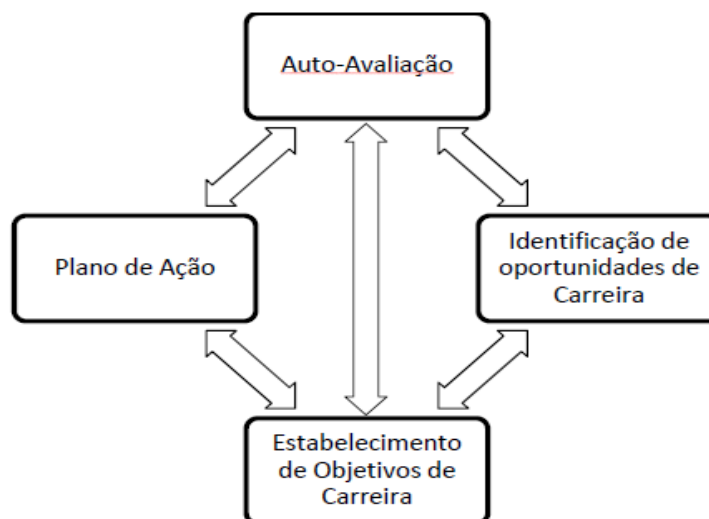 Auto-Avaliação
Plano de Ação
Identificação de
oportunidades de
Carreira
Estabelecimento
de Objetivos de
Carreira